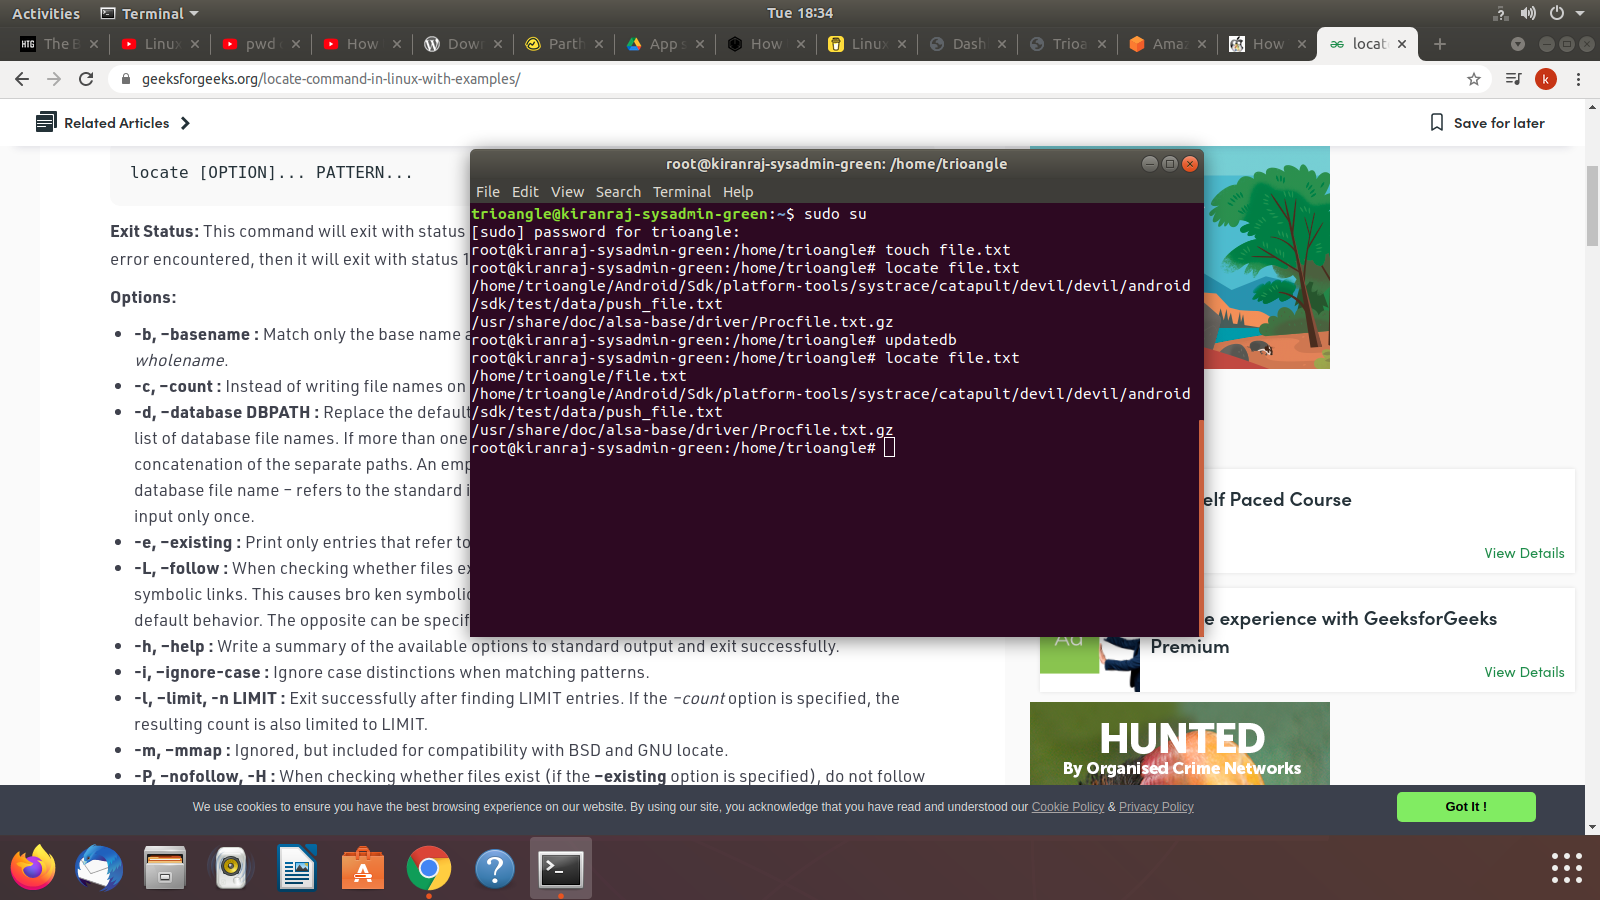 Activities
Terminal
Tue 18:34
HTG The B
Linux
pwd
How
Dow
Parth
App s
How
Linux
Dash
Trioa
Amaz
How
locat
geeksforgeeks.org/locate-command-in-linux-with-examples/
k
Related Articles
Save for later
locate [OPTION]... PATTERN...
Exit Status: This command will exit with status
error encountered, then it will exit with status 1
Options:
-b, –basename : Match only the base name a
wholename.
-c, –count : Instead of writing file names on
-d, –database DBPATH : Replace the default
list of database file names. If more than one
concatenation of the separate paths. An emp
database file name – refers to the standard i
input only once.
-e, –existing : Print only entries that refer to
-L, –follow : When checking whether files ex
symbolic links. This causes bro ken symbolic
default behavior. The opposite can be specif
-h, –help : Write a summary of the available options to standard output and exit successfully.
-i, –ignore-case : Ignore case distinctions when matching patterns.
-l, –limit, -n LIMIT : Exit successfully after finding LIMIT entries. If the –count option is specified, the
resulting count is also limited to LIMIT.
-m, –mmap : Ignored, but included for compatibility with BSD and GNU locate.
-P, –nofollow, -H : When checking whether files exist (if the –existing option is specified), do not follow
root@kiranraj-sysadmin-green: /home/trioangle
File Edit View Search Terminal Help
trioangle@kiranraj-sysadmin-green:~$ sudo su
[sudo] password for trioangle:
root@kiranraj-sysadmin-green:/home/trioangle# touch file.txt
root@kiranraj-sysadmin-green:/home/trioangle# locate file.txt
/home/trioangle/Android/Sdk/platform-tools/systrace/catapult/devil/devil/android
/sdk/test/data/push_file.txt
/usr/share/doc/alsa-base/driver/Procfile.txt.gz
root@kiranraj-sysadmin-green:/home/trioangle# updatedb
root@kiranraj-sysadmin-green:/home/trioangle# locate file.txt
/home/trioangle/file.txt
/home/trioangle/Android/Sdk/platform-tools/systrace/catapult/devil/devil/android
/sdk/test/data/push_file.txt
/usr/share/doc/alsa-base/driver/Procfile.txt.gz
root@kiranraj-sysadmin-green:/home/trioangle#
elf Paced Course
View Details
e experience with GeeksforGeeks
Premium
Ad
View Details
HUNTED
By Organised Crime Networks
We use cookies to ensure you have the best browsing experience on our website. By using our site, you acknowledge that you have read and understood our Cookie Policy & Privacy Policy
Got It !